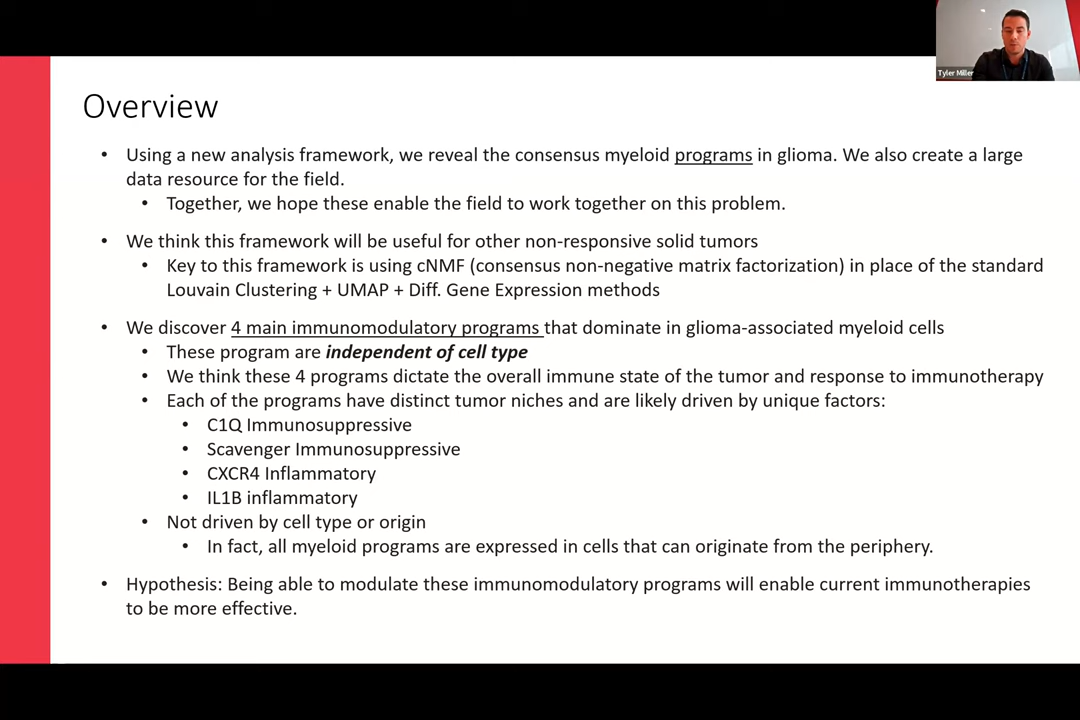 Tyler Miller
Overview
• Using a new analysis framework, we reveal the consensus myeloid programs in glioma. We also create a large
data resource for the field.
• Together, we hope these enable the field to work together on this problem.
• We think this framework will be useful for other non-responsive solid tumors
• Key to this framework is using cNMF (consensus non-negative matrix factorization) in place of the standard
Louvain Clustering + UMAP + Diff. Gene Expression methods
• We discover 4 main immunomodulatory programs that dominate in glioma-associated myeloid cells
• These program are independent of cell type
• We think these 4 programs dictate the overall immune state of the tumor and response to immunotherapy
• Each of the programs have distinct tumor niches and are likely driven by unique factors:
• C1Q Immunosuppressive
• Scavenger Immunosuppressive
• CXCR4 Inflammatory
• IL1B inflammatory
• Not driven by cell type or origin
• In fact, all myeloid programs are expressed in cells that can originate from the periphery.
• Hypothesis: Being able to modulate these immunomodulatory programs will enable current immunotherapies
to be more effective.